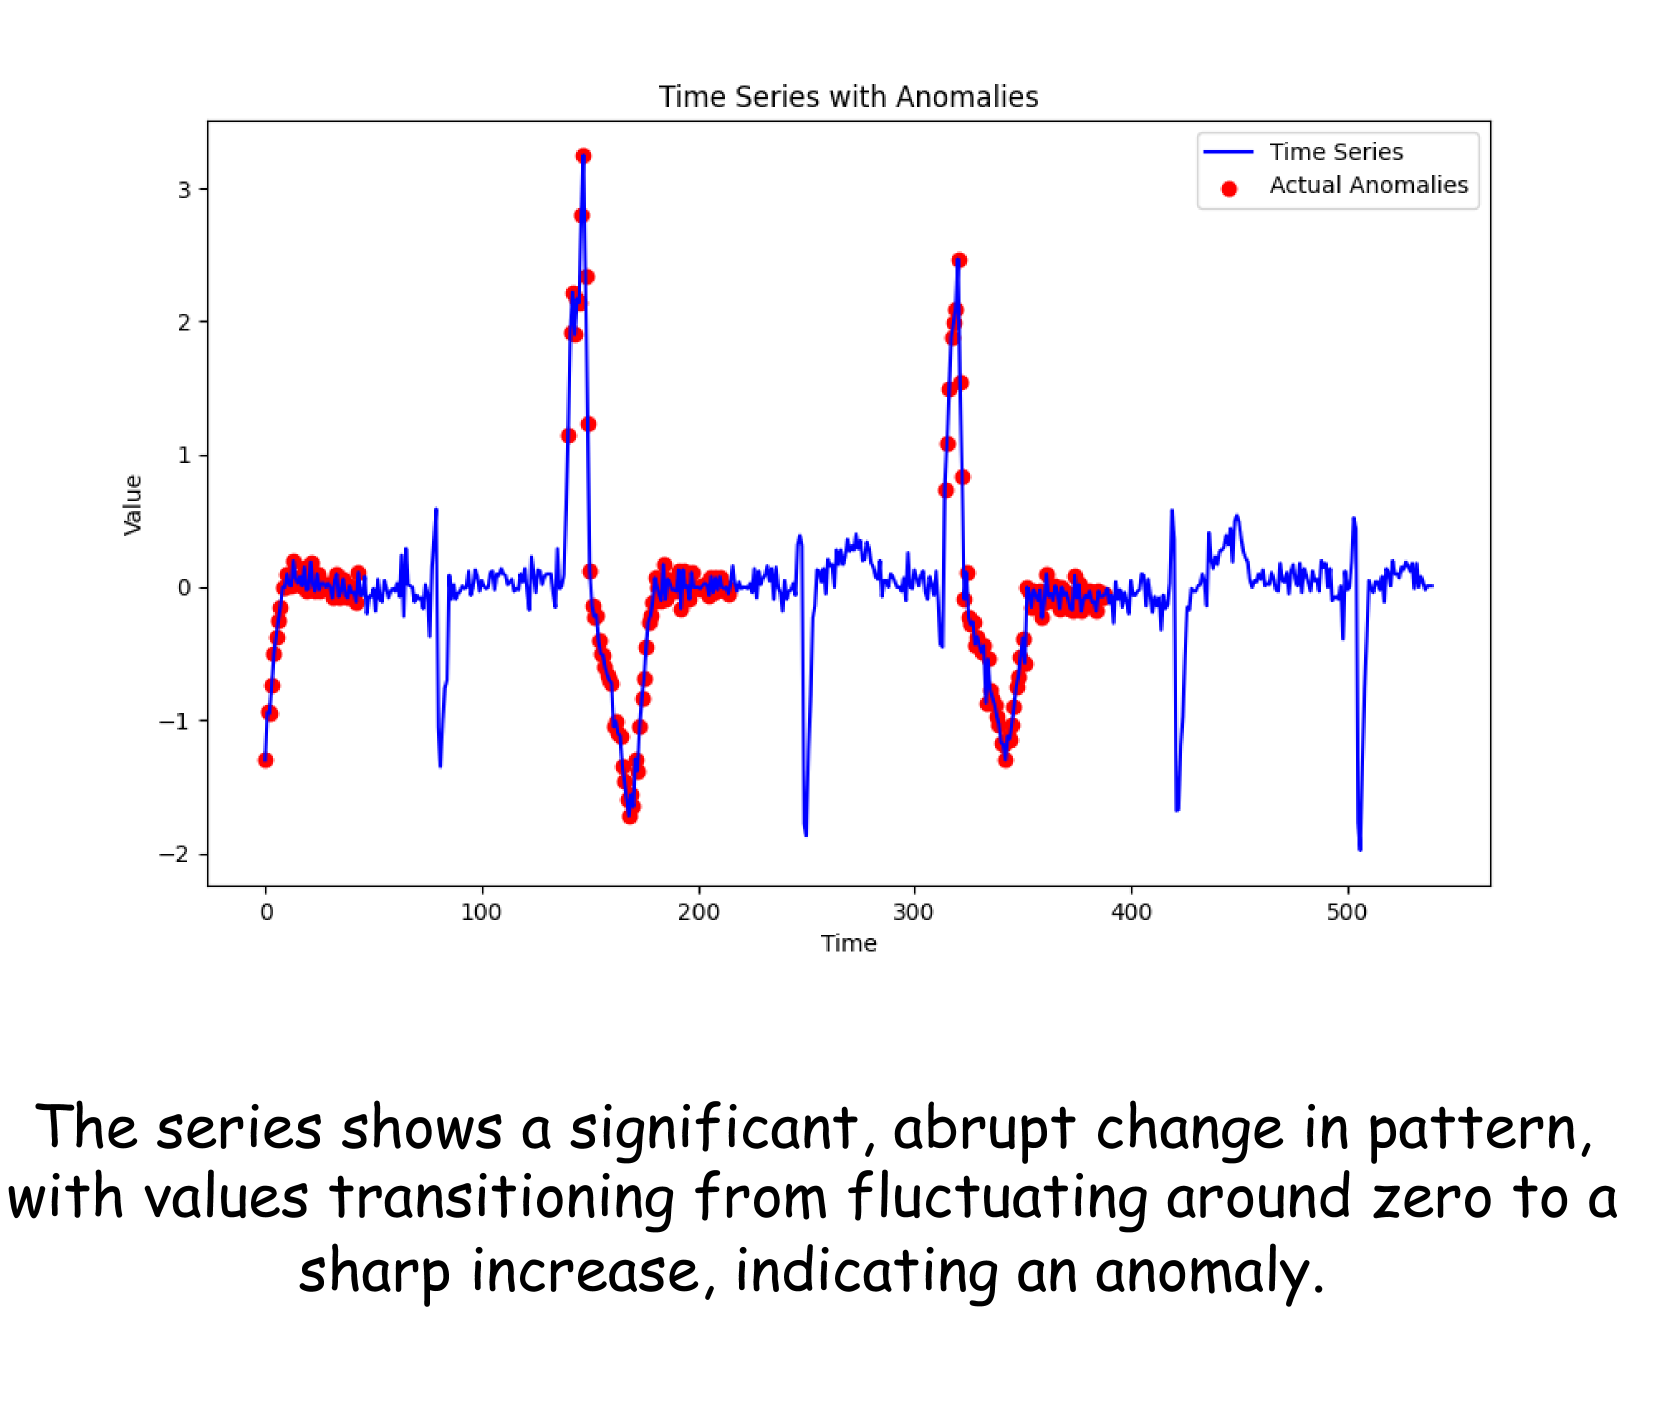 Time Series with Anomalies
Time Series
Actual Anomalies
3
2
1
0
−1
−2
Value
0 100 200 300 400 500
Time
The series shows a significant, abrupt change in pattern,
with values transitioning from fluctuating around zero to a
sharp increase, indicating an anomaly.